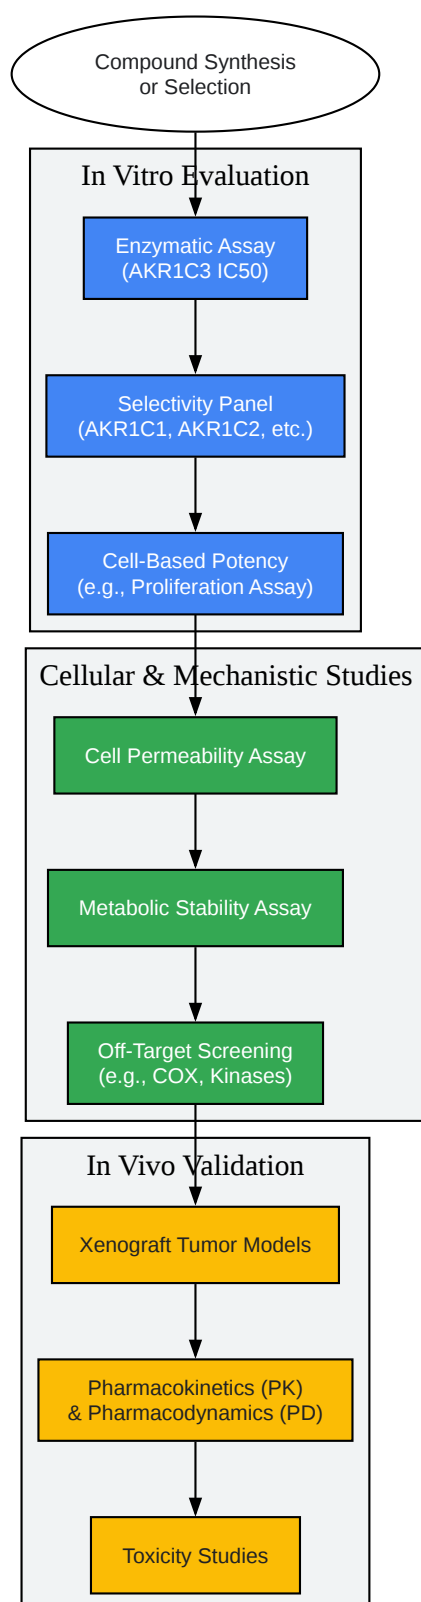 Compound Synthesis
or Selection
In Vitro Evaluation
Enzymatic Assay
(AKR1C3 IC50)
Selectivity Panel
(AKR1C1, AKR1C2, etc.)
Cell-Based Potency
(e.g., Proliferation Assay)
Cellular & Mechanistic Studies
Cell Permeability Assay
Metabolic Stability Assay
Off-Target Screening
(e.g., COX, Kinases)
In Vivo Validation
Xenograft Tumor Models
Pharmacokinetics (PK)
& Pharmacodynamics (PD)
Toxicity Studies